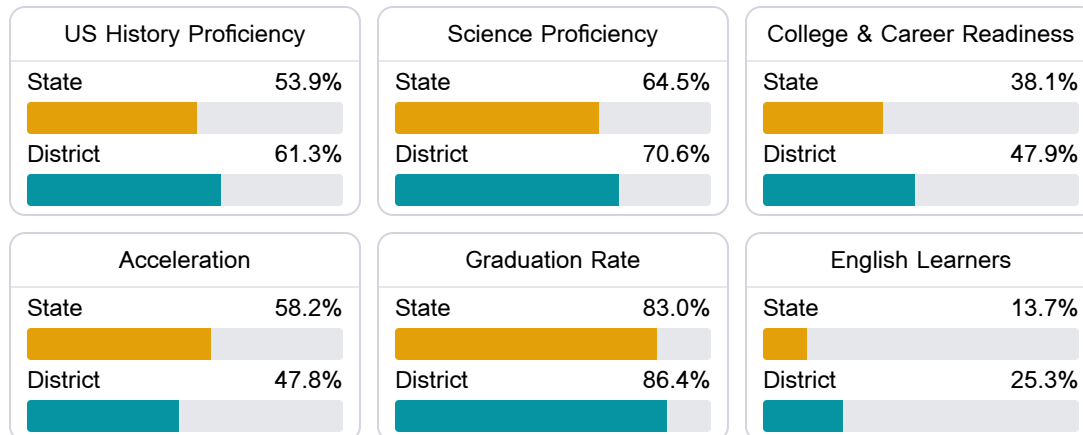 US History Proficiency
State 53.9%
District 61.3%
Science Proficiency
State 64.5%
District 70.6%
College & Career Readiness
State 38.1%
District 47.9%
Acceleration
State 58.2%
District 47.8%
Graduation Rate
State 83.0%
District 86.4%
English Learners
State 13.7%
District 25.3%